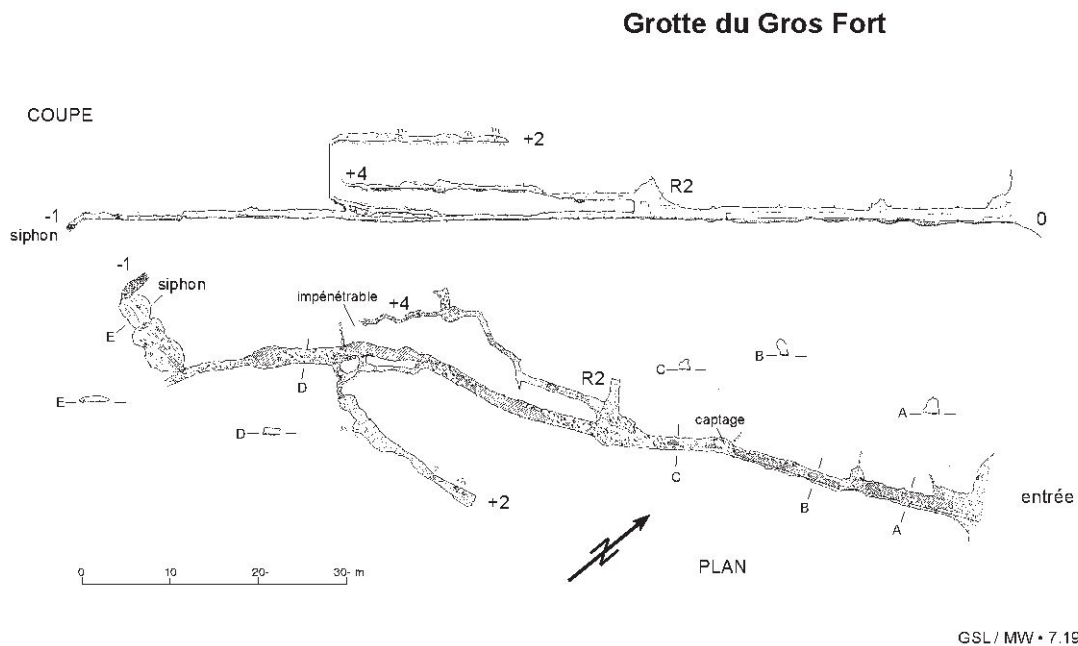 Grotte du Gros Fort
COUPE
+2
+4
R2
-1
siphon
0
-1
siphon
impénétrable
+4
E
B
C
D
R2
E
A
captage
D
C
+2
B
A
entrée
0 10 20- 30- m
N
PLAN
GSL / MW • 7.19